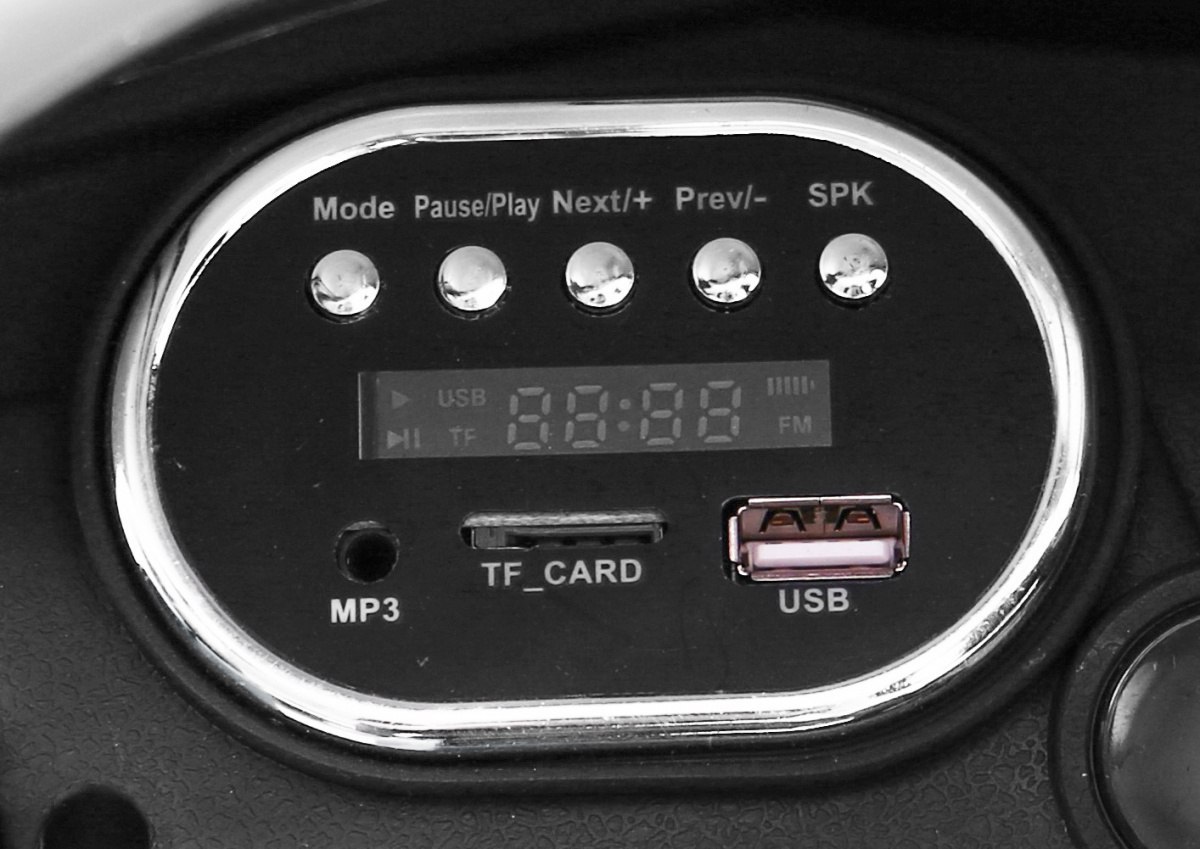 Mode Pause/Play Next/+ Prev/- SPK
USB 88:88
TF FM
MP3 TF_CARD USB